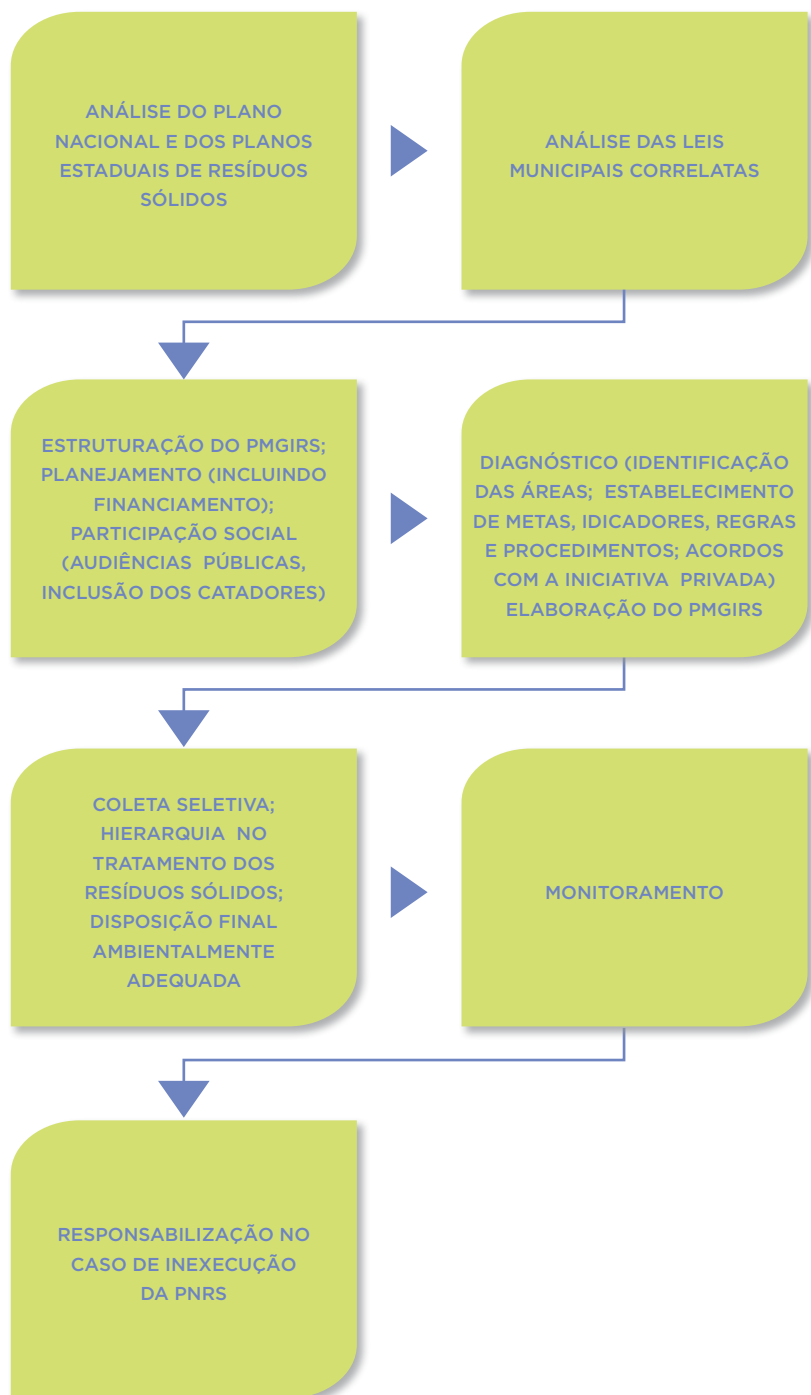 ANÁLISE DO PLANO
NACIONAL E DOS PLANOS
ESTADUAIS DE RESÍDUOS
SÓLIDOS
ANÁLISE DAS LEIS
MUNICIPAIS CORRELATAS
ESTRUTURAÇÃO DO PMGIRS;
PLANEJAMENTO (INCLUINDO
FINANCIAMENTO);
PARTICIPAÇÃO SOCIAL
(AUDIÊNCIAS PÚBLICAS,
INCLUSÃO DOS CATADORES)
DIAGNÓSTICO (IDENTIFICAÇÃO
DAS ÁREAS; ESTABELECIMENTO
DE METAS, IDICADORES, REGRAS
E PROCEDIMENTOS; ACORDOS
COM A INICIATIVA PRIVADA)
ELABORAÇÃO DO PMGIRS
COLETA SELETIVA;
HIERARQUIA NO
TRATAMENTO DOS
RESÍDUOS SÓLIDOS;
DISPOSIÇÃO FINAL
AMBIENTALMENTE
ADEQUADA
MONITORAMENTO
RESPONSABILIZAÇÃO NO
CASO DE INEXECUÇÃO
DA PNRS